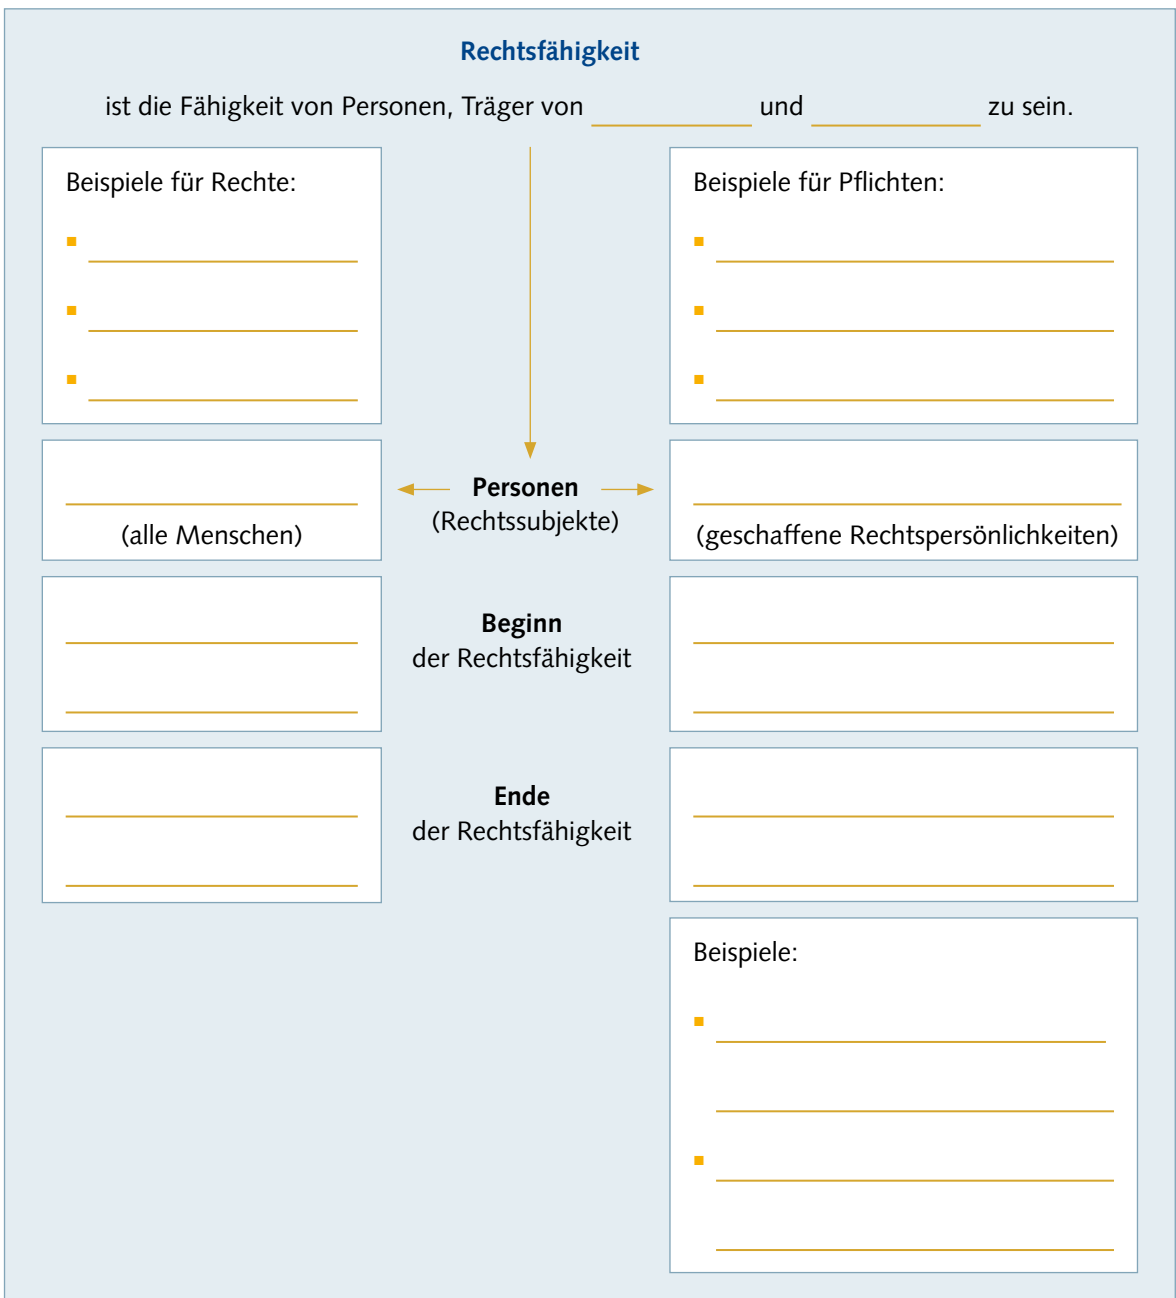 Rechtsfähigkeit
ist die Fähigkeit von Personen, Träger von und zu sein.
Beispiele für Rechte:
Beispiele für Pflichten:
Personen
(Rechtssubjekte)
(alle Menschen)
(geschaffene Rechtspersönlichkeiten)
Beginn
der Rechtsfähigkeit
Ende
der Rechtsfähigkeit
Beispiele: